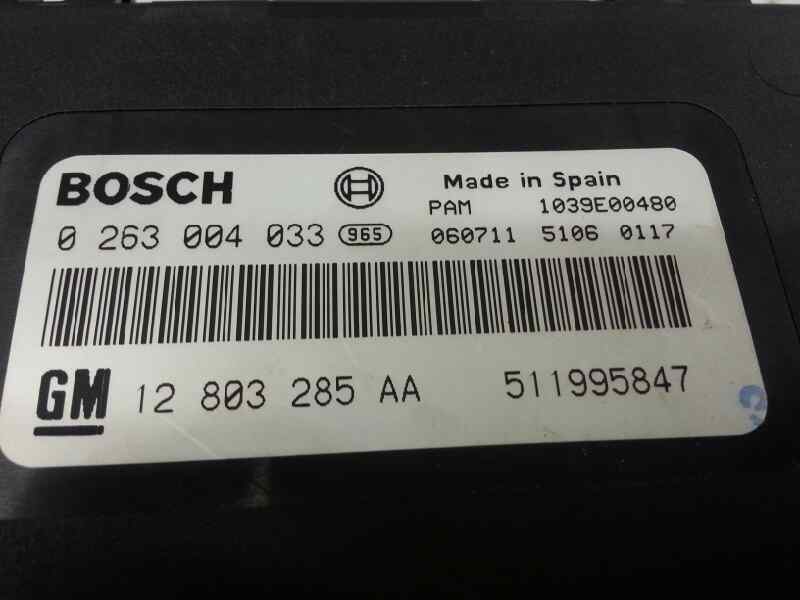 BOSCH
Made in Spain
PAM 1039E00480
0 263 004 033 965 060711 5106 0117
GM 12 803 285 AA 511995847